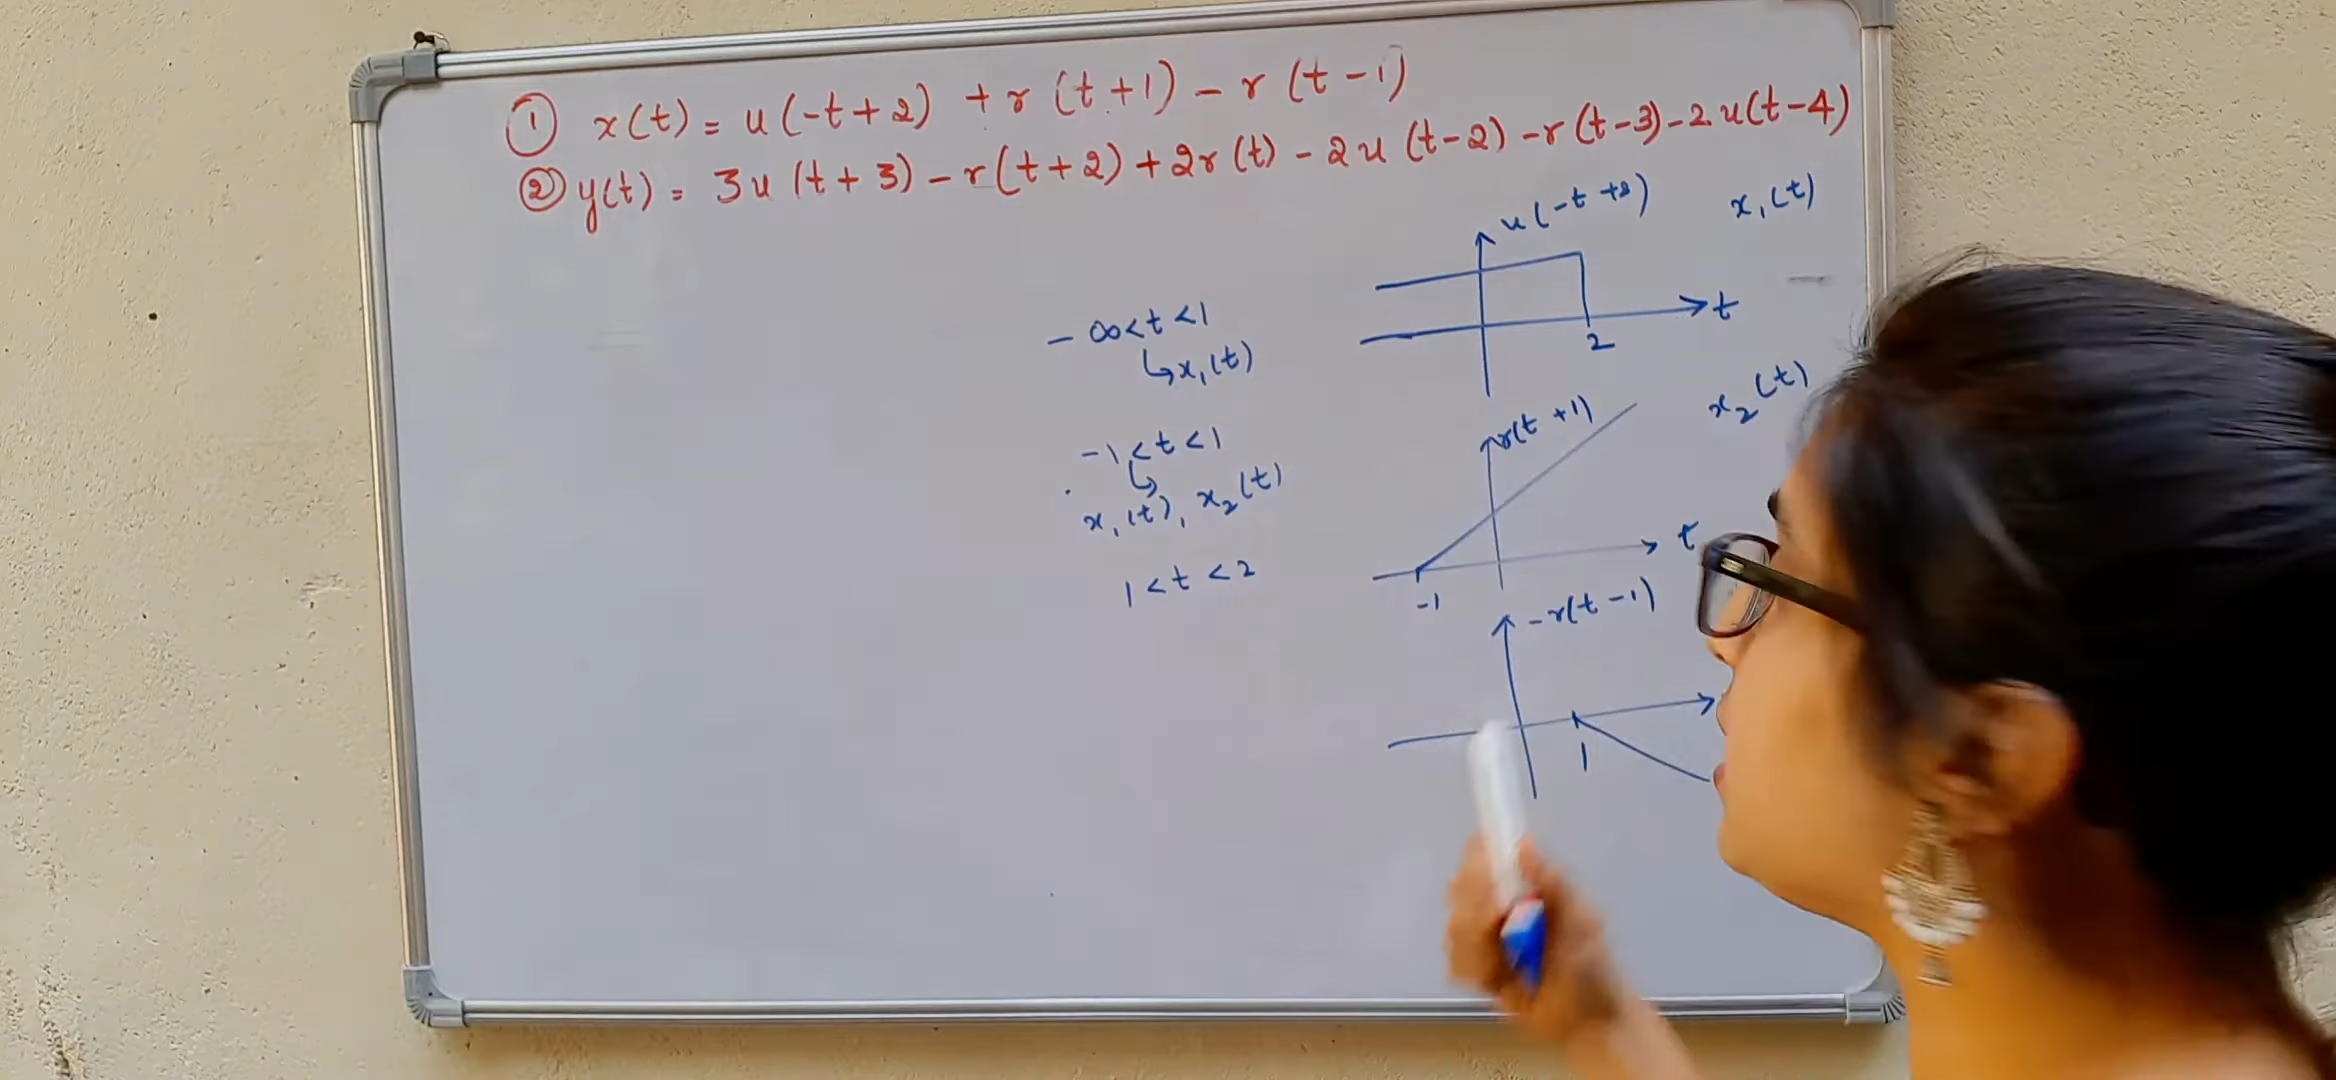 ① x(t) = u(-t+2) + r(t+1) - r(t-1)
② y(t) = 3u(t+3) - r(t+2) + 2r(t) - 2u(t-2) - r(t-3) - 2u(t-4)
u(-t+2)
x₁(t)
t
2
- ∞<t<1
↳x₁(t)
r(t+1)
x₂(t)
t
-1
-1<t<1
↳
x₁(t), x₂(t)
1<t<2
-r(t-1)
1